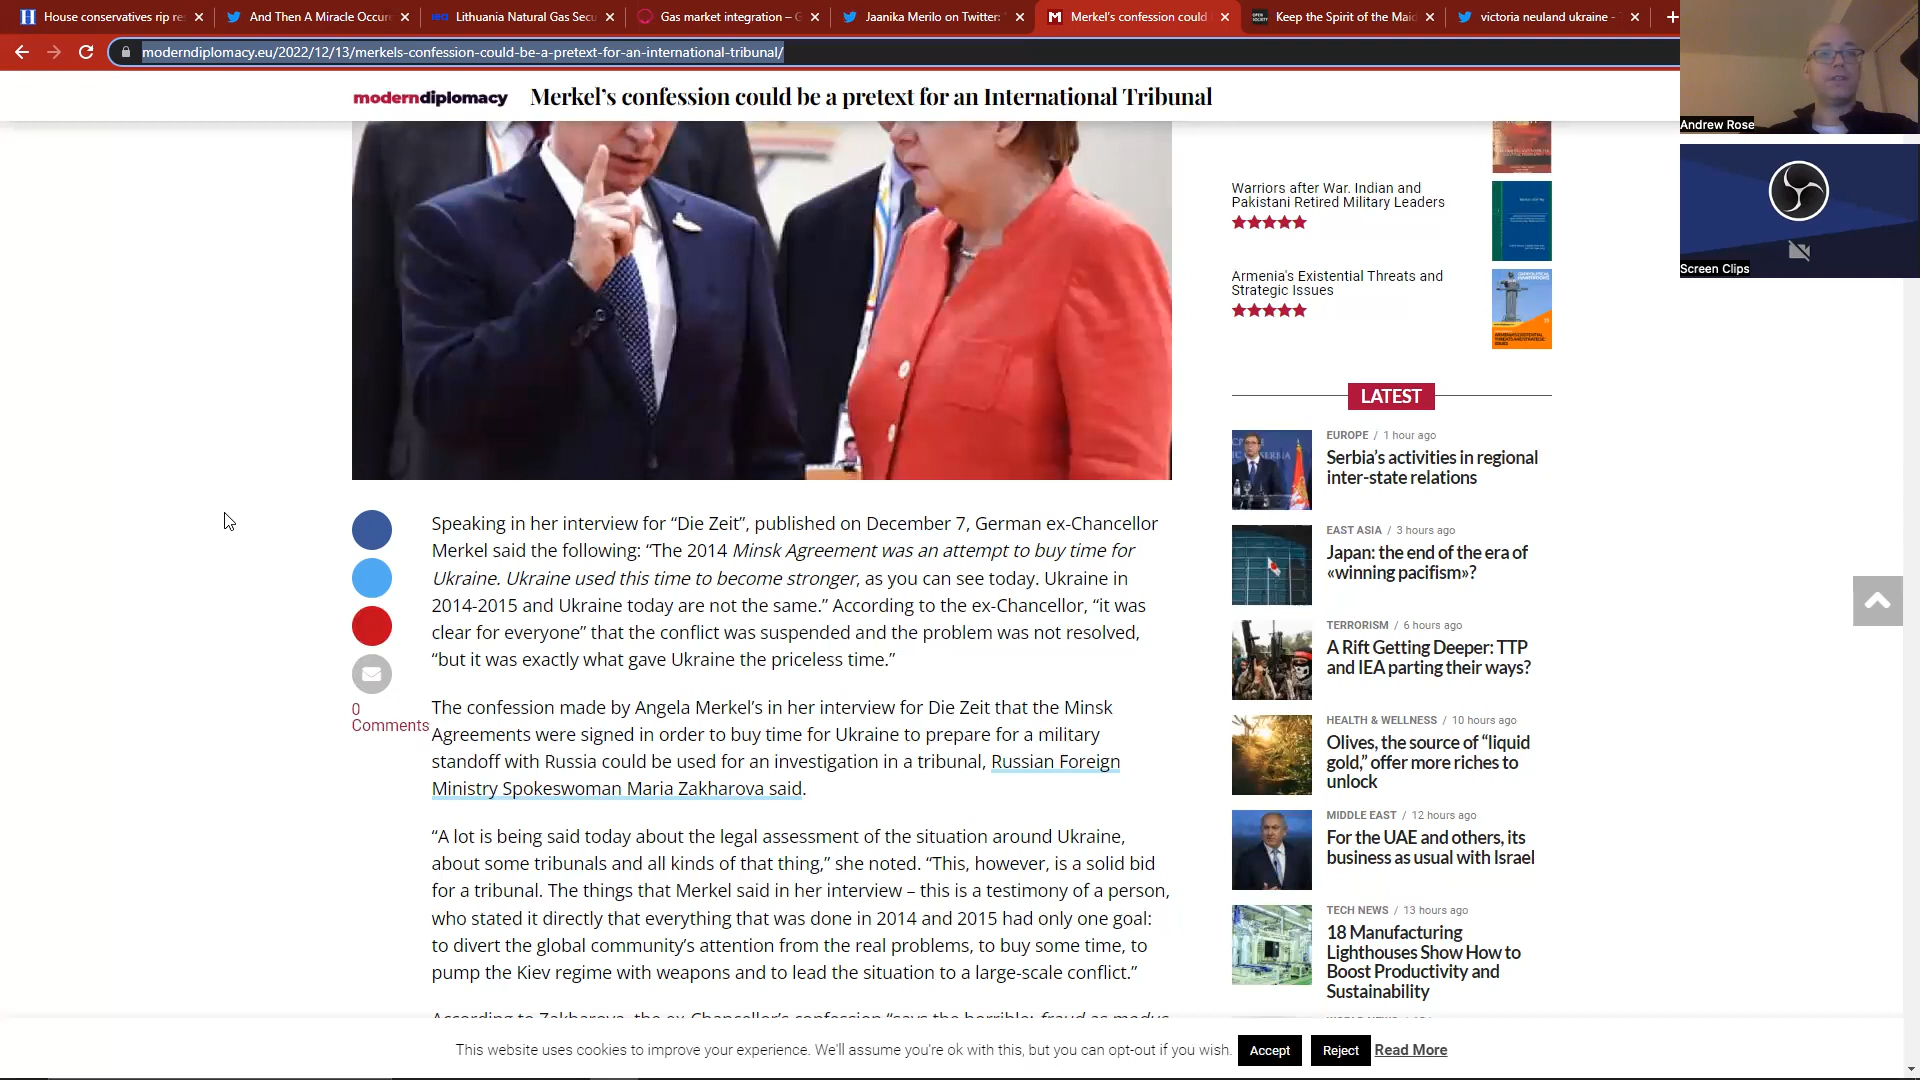 House conservatives rip re
And Then A Miracle Occur
Lithuania Natural Gas Secu
Gas market integration – G
Jaanika Merilo on Twitter:
Merkel's confession could
Keep the Spirit of the Maid
victoria neuland ukraine -
moderndiplomacy.eu/2022/12/13/merkels-confession-could-be-a-pretext-for-an-international-tribunal/
moderndiplomacy
Merkel's confession could be a pretext for an International Tribunal
Andrew Rose
Screen Clips
Warriors after War. Indian and
Pakistani Retired Military Leaders
Armenia's Existential Threats and
Strategic Issues
LATEST
EUROPE / 1 hour ago
Serbia's activities in regional
inter-state relations
EAST ASIA / 3 hours ago
Japan: the end of the era of
«winning pacifism»?
TERRORISM / 6 hours ago
A Rift Getting Deeper: TTP
and IEA parting their ways?
HEALTH & WELLNESS / 10 hours ago
Olives, the source of “liquid
gold,” offer more riches to
unlock
MIDDLE EAST / 12 hours ago
For the UAE and others, its
business as usual with Israel
TECH NEWS / 13 hours ago
18 Manufacturing
Lighthouses Show How to
Boost Productivity and
Sustainability
0
Comments
Speaking in her interview for “Die Zeit”, published on December 7, German ex-Chancellor
Merkel said the following: “The 2014 Minsk Agreement was an attempt to buy time for
Ukraine. Ukraine used this time to become stronger, as you can see today. Ukraine in
2014-2015 and Ukraine today are not the same.” According to the ex-Chancellor, “it was
clear for everyone” that the conflict was suspended and the problem was not resolved,
“but it was exactly what gave Ukraine the priceless time.”
The confession made by Angela Merkel's in her interview for Die Zeit that the Minsk
Agreements were signed in order to buy time for Ukraine to prepare for a military
standoff with Russia could be used for an investigation in a tribunal, Russian Foreign
Ministry Spokeswoman Maria Zakharova said.
“A lot is being said today about the legal assessment of the situation around Ukraine,
about some tribunals and all kinds of that thing,” she noted. “This, however, is a solid bid
for a tribunal. The things that Merkel said in her interview – this is a testimony of a person,
who stated it directly that everything that was done in 2014 and 2015 had only one goal:
to divert the global community's attention from the real problems, to buy some time, to
pump the Kiev regime with weapons and to lead the situation to a large-scale conflict.”
According to Zakharova, the ex-Chancellor's confession “says the horrible: fraud as modus
This website uses cookies to improve your experience. We'll assume you're ok with this, but you can opt-out if you wish.
Accept
Reject
Read More